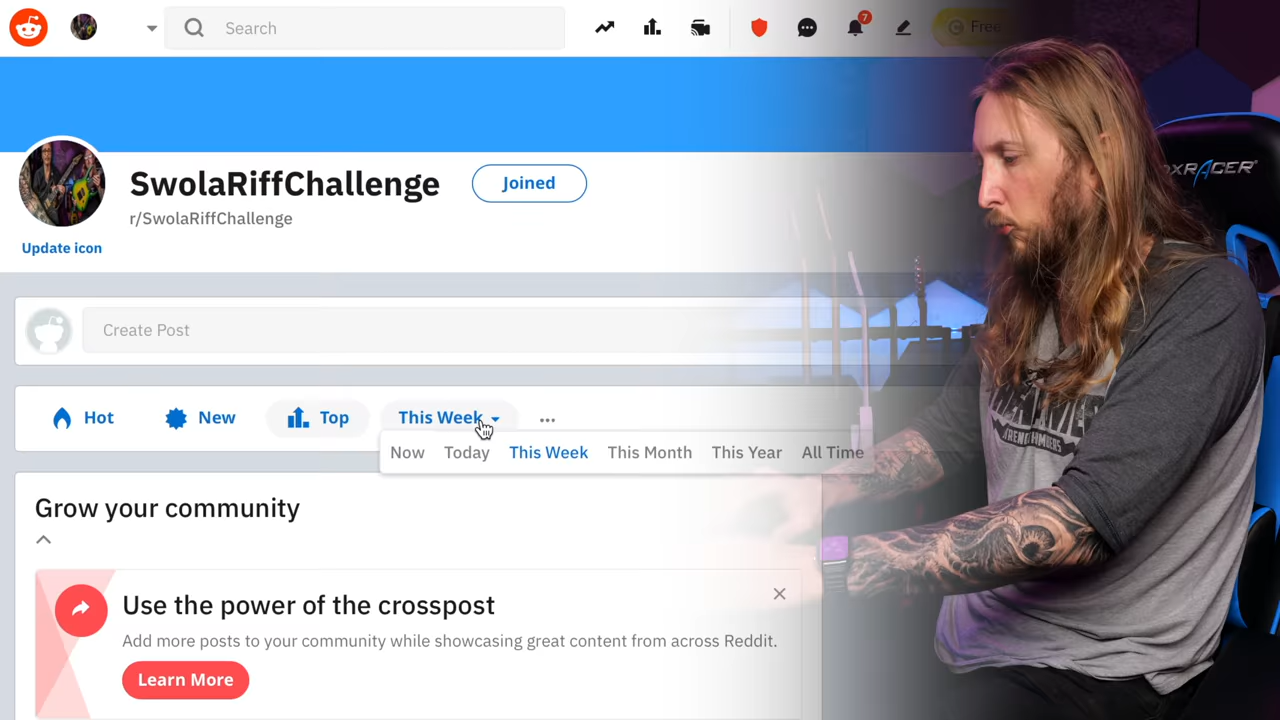 Search
7
Free
SwolaRiffChallenge
Joined
r/SwolaRiffChallenge
Update icon
Create Post
Hot
New
Top
This Week
...
Now
Today
This Week
This Month
This Year
All Time
Grow your community
Use the power of the crosspost
Add more posts to your community while showcasing great content from across Reddit.
Learn More